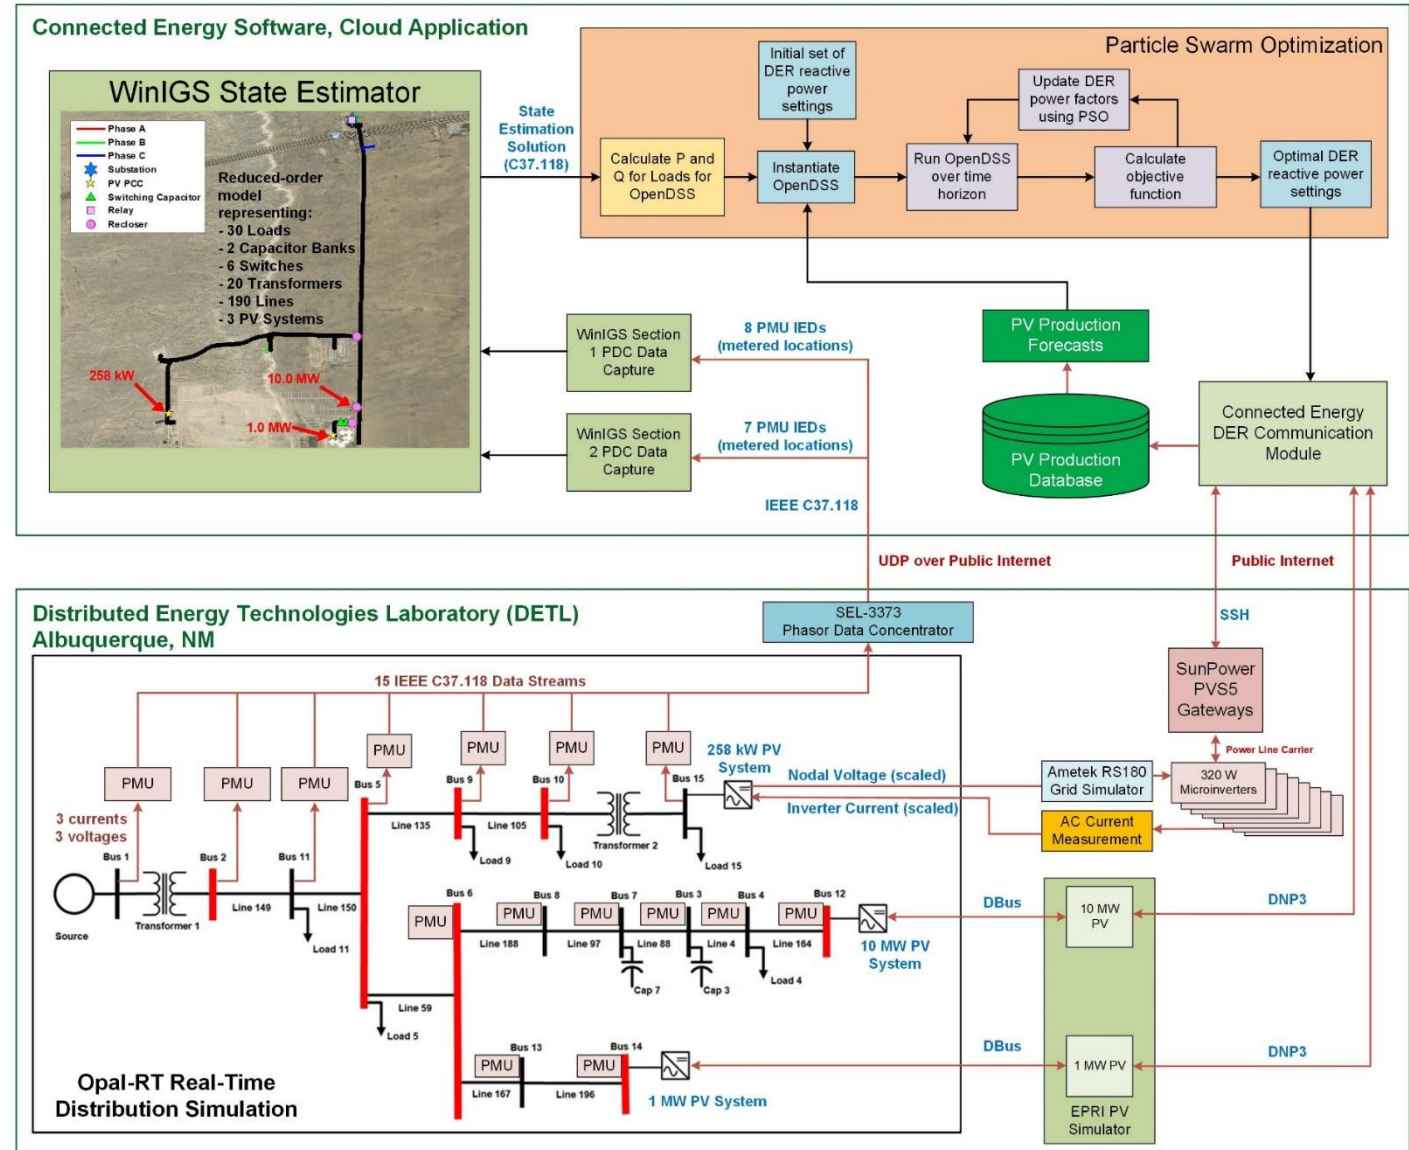 Connected Energy Software, Cloud Application
WinIGS State Estimator
Phase A
Phase B
Phase C
Substation
PV PCC
Switching Capacitor
Relay
Recloser
Reduced-order
model
representing:
- 30 Loads
- 2 Capacitor Banks
- 6 Switches
- 20 Transformers
- 190 Lines
- 3 PV Systems
258 kW
10.0 MW
1.0 MW
State
Estimation
Solution
(C37.118)
Particle Swarm Optimization
Initial set of
DER reactive
power
settings
Update DER
power factors
using PSO
Calculate P and
Q for Loads for
OpenDSS
Instantiate
OpenDSS
Run OpenDSS
over time
horizon
Calculate
objective
function
Optimal DER
reactive power
settings
WinIGS Section
1 PDC Data
Capture
8 PMU IEDs
(metered locations)
WinIGS Section
2 PDC Data
Capture
7 PMU IEDs
(metered locations)
IEEE C37.118
PV Production
Forecasts
PV Production
Database
Connected Energy
DER Communication
Module
UDP over Public Internet
Public Internet
Distributed Energy Technologies Laboratory (DETL)
Albuquerque, NM
SEL-3373
Phasor Data Concentrator
SSH
SunPower
PVS5
Gateways
Power Line Carrier
15 IEEE C37.118 Data Streams
PMU
PMU
PMU
PMU
PMU
PMU
PMU
3 currents
3 voltages
Bus 1
Bus 2
Bus 11
Bus 5
Bus 9
Bus 10
Bus 15
258 kW PV
System
Nodal Voltage (scaled)
Inverter Current (scaled)
Ametek RS180
Grid Simulator
320 W
Microinverters
AC Current
Measurement
Line 135
Line 105
Transformer 2
Load 9
Load 10
Load 15
Source
Transformer 1
Line 149
Line 150
Load 11
Bus 6
Bus 8
Bus 7
Bus 3
Bus 4
Bus 12
PMU
PMU
PMU
PMU
PMU
PMU
Line 188
Line 97
Line 88
Line 4
Line 164
Cap 7
Cap 3
Load 4
10 MW PV
System
DBus
10 MW
PV
DNP3
Line 59
Load 5
Bus 13
Bus 14
PMU
PMU
Line 167
Line 196
1 MW PV System
DBus
1 MW PV
DNP3
EPRI PV
Simulator
Opal-RT Real-Time
Distribution Simulation